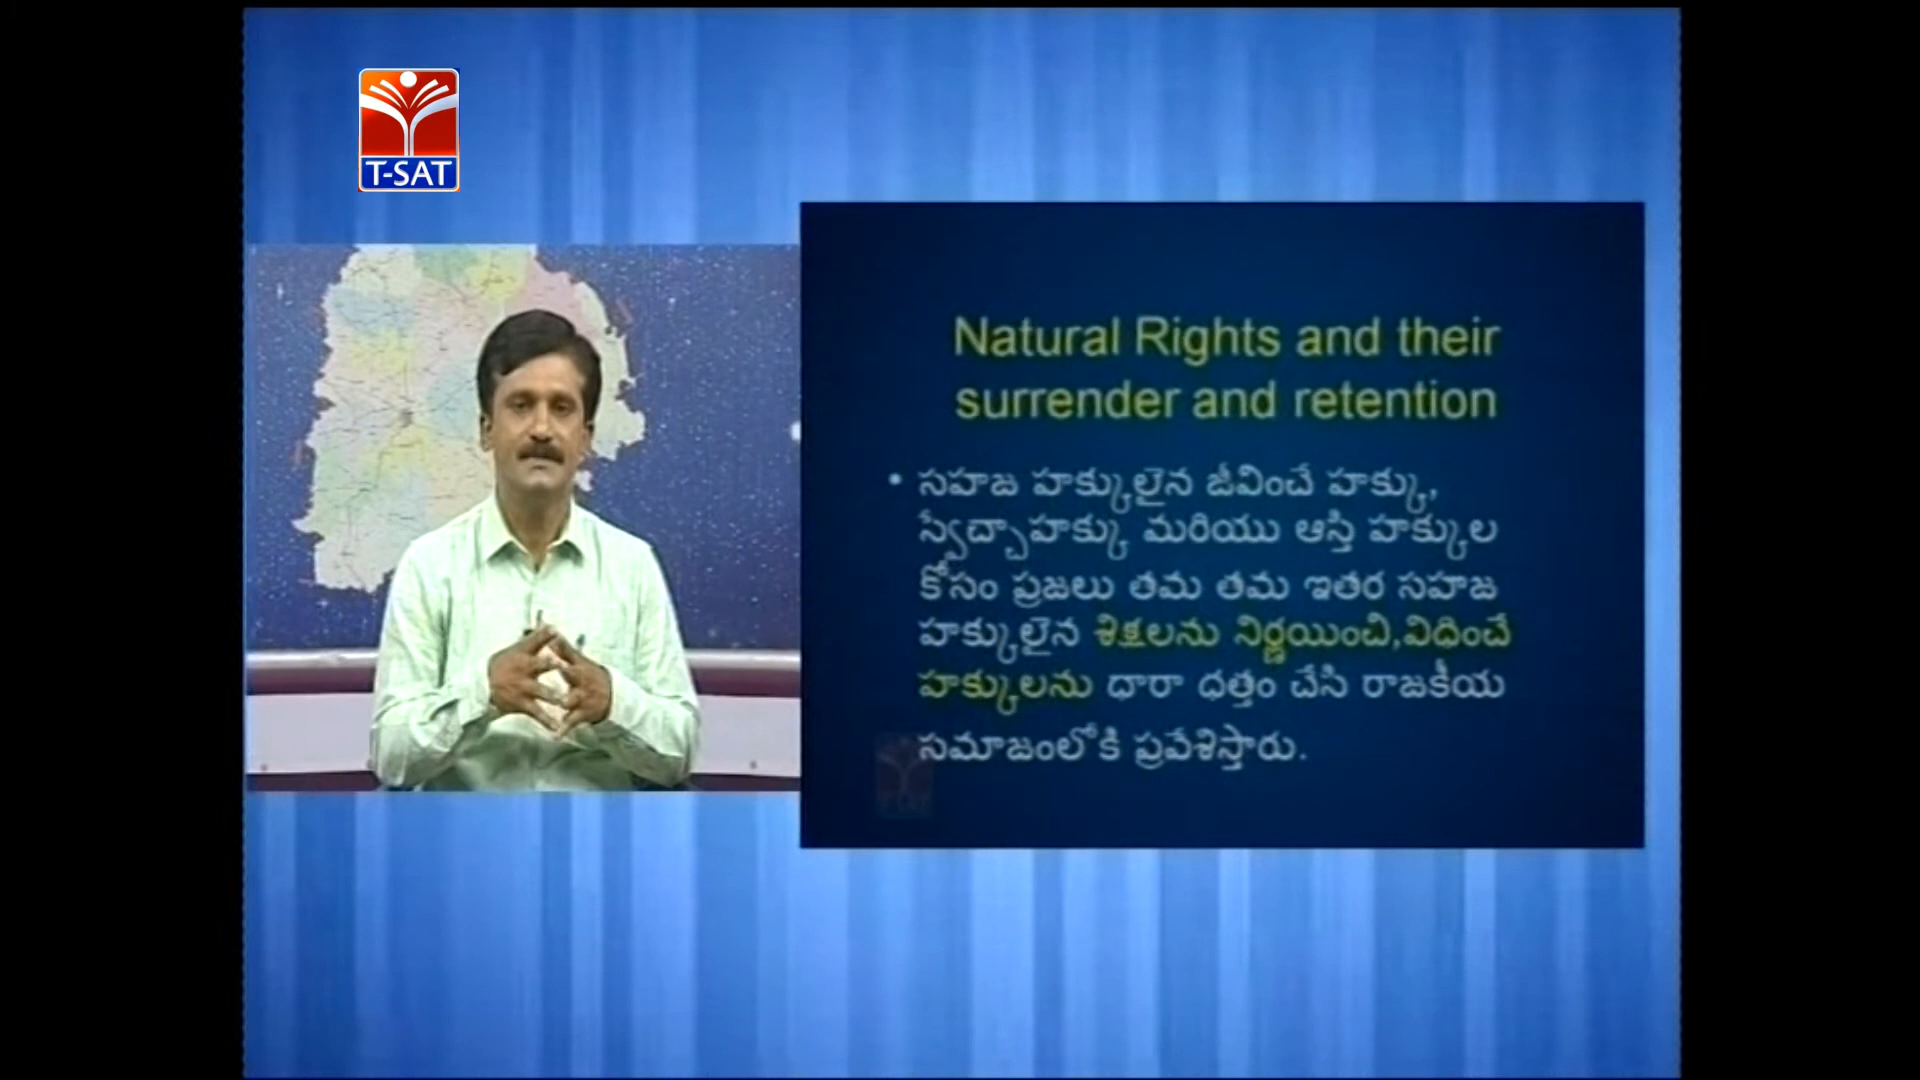 T-SAT
Natural Rights and their
surrender and retention
• సహజ హక్కులైన జీవించే హక్కు,
స్వేచ్చాహక్కు మరియు ఆస్తి హక్కుల
కోసం ప్రజలు తమ తమ ఇతర సహజ
హక్కులైన శిక్షలను నిర్ణయించి,విధించే
హక్కులను ధారా ధత్తం చేసి రాజకీయ
సమాజంలోకి ప్రవేశిస్తారు.